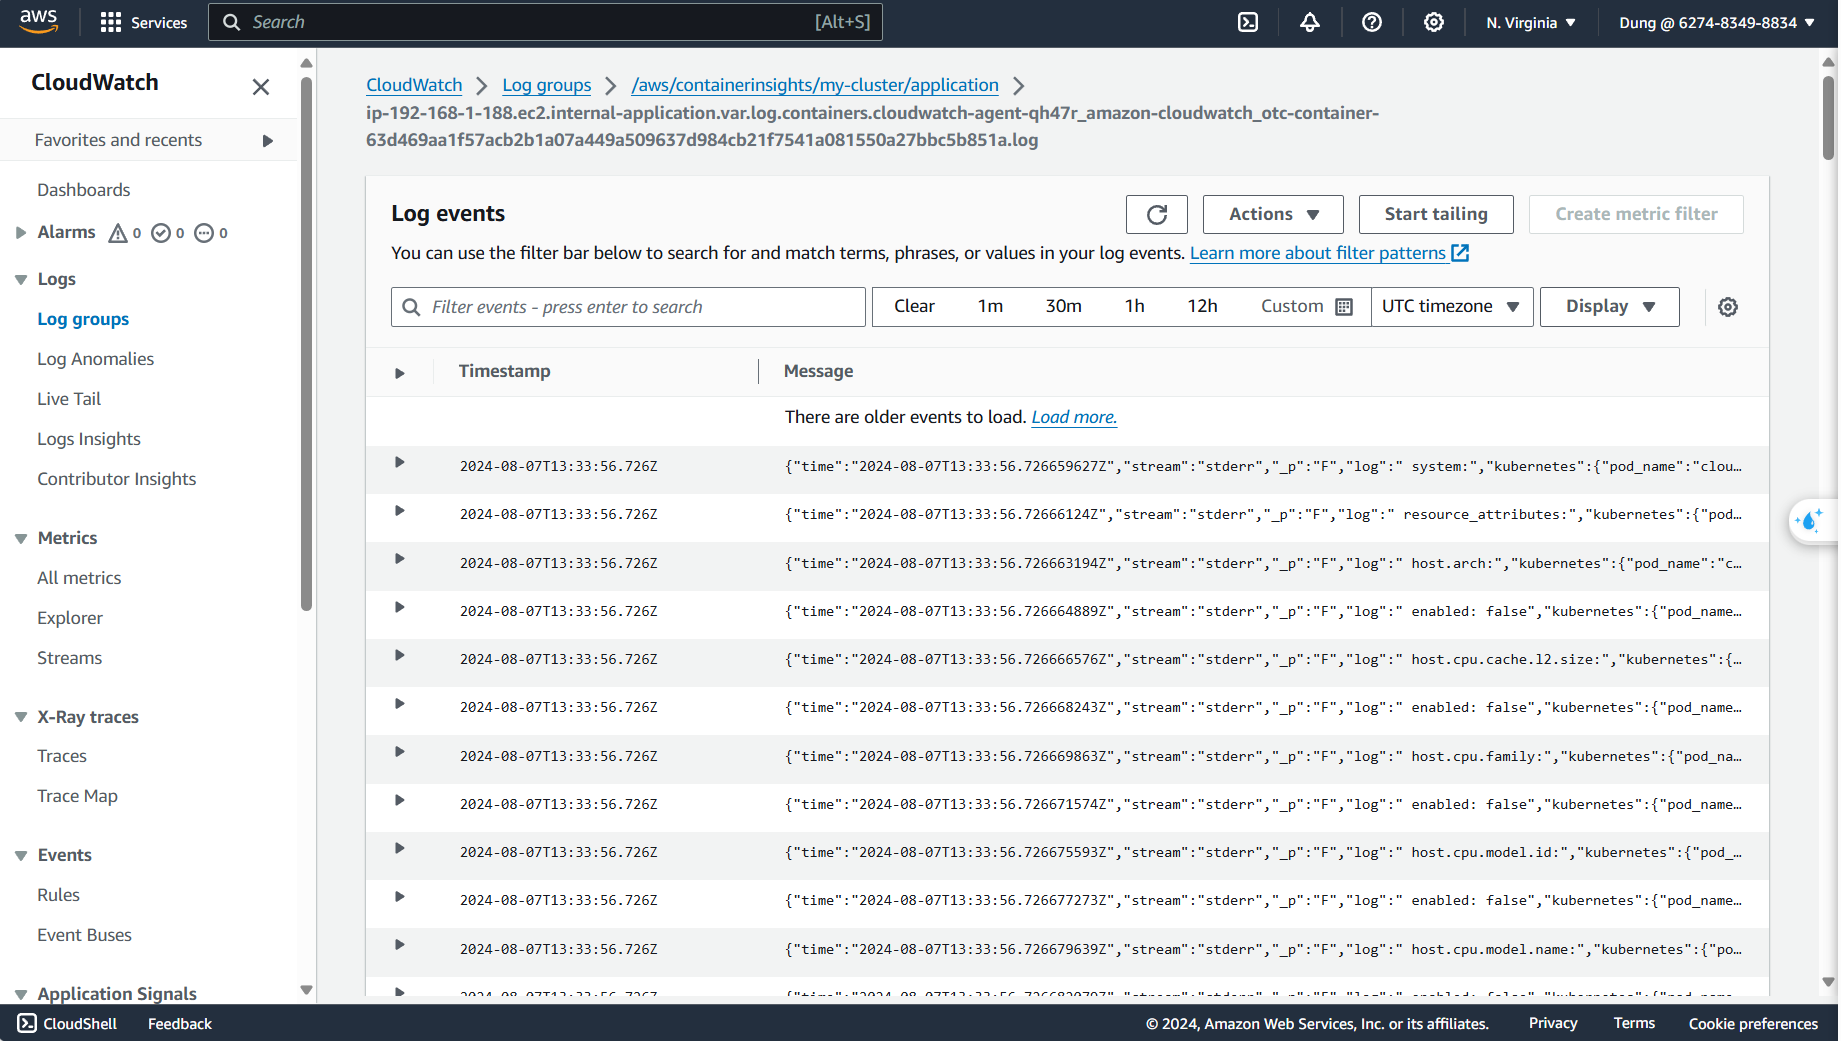 aws
Services
Search
[Alt+S]
N. Virginia
Dung @ 6274-8349-8834
CloudWatch
Favorites and recents
Dashboards
Alarms 0 0 0
Logs
Log groups
Log Anomalies
Live Tail
Logs Insights
Contributor Insights
Metrics
All metrics
Explorer
Streams
X-Ray traces
Traces
Trace Map
Events
Rules
Event Buses
Application Signals
CloudWatch
Log groups
/aws/containerinsights/my-cluster/application
ip-192-168-1-188.ec2.internal-application.var.log.containers.cloudwatch-agent-qh47r_amazon-cloudwatch_otc-container-
63d469aa1f57acb2b1a07a449a509637d984cb21f7541a081550a27bbc5b851a.log
Log events
Actions
Start tailing
Create metric filter
You can use the filter bar below to search for and match terms, phrases, or values in your log events. Learn more about filter patterns
Filter events - press enter to search
Clear 1m 30m 1h 12h Custom
UTC timezone
Display
Timestamp Message
There are older events to load. Load more.
2024-08-07T13:33:56.726Z {"time":"2024-08-07T13:33:56.726659627Z","stream":"stderr","_p":"F","log":" system:","kubernetes":{"pod_name":"clou…
2024-08-07T13:33:56.726Z {"time":"2024-08-07T13:33:56.72666124Z","stream":"stderr","_p":"F","log":" resource_attributes:","kubernetes":{"pod…
2024-08-07T13:33:56.726Z {"time":"2024-08-07T13:33:56.726663194Z","stream":"stderr","_p":"F","log":" host.arch:","kubernetes":{"pod_name":"c…
2024-08-07T13:33:56.726Z {"time":"2024-08-07T13:33:56.726664889Z","stream":"stderr","_p":"F","log":" enabled: false","kubernetes":{"pod_name…
2024-08-07T13:33:56.726Z {"time":"2024-08-07T13:33:56.726666576Z","stream":"stderr","_p":"F","log":" host.cpu.cache.l2.size:","kubernetes":{…
2024-08-07T13:33:56.726Z {"time":"2024-08-07T13:33:56.726668243Z","stream":"stderr","_p":"F","log":" enabled: false","kubernetes":{"pod_name…
2024-08-07T13:33:56.726Z {"time":"2024-08-07T13:33:56.726669863Z","stream":"stderr","_p":"F","log":" host.cpu.family:","kubernetes":{"pod_na…
2024-08-07T13:33:56.726Z {"time":"2024-08-07T13:33:56.726671574Z","stream":"stderr","_p":"F","log":" enabled: false","kubernetes":{"pod_name…
2024-08-07T13:33:56.726Z {"time":"2024-08-07T13:33:56.726675593Z","stream":"stderr","_p":"F","log":" host.cpu.model.id:","kubernetes":{"pod_…
2024-08-07T13:33:56.726Z {"time":"2024-08-07T13:33:56.726677273Z","stream":"stderr","_p":"F","log":" enabled: false","kubernetes":{"pod_name…
2024-08-07T13:33:56.726Z {"time":"2024-08-07T13:33:56.726679639Z","stream":"stderr","_p":"F","log":" host.cpu.model.name:","kubernetes":{"po…
CloudShell
Feedback
© 2024, Amazon Web Services, Inc. or its affiliates.
Privacy
Terms
Cookie preferences